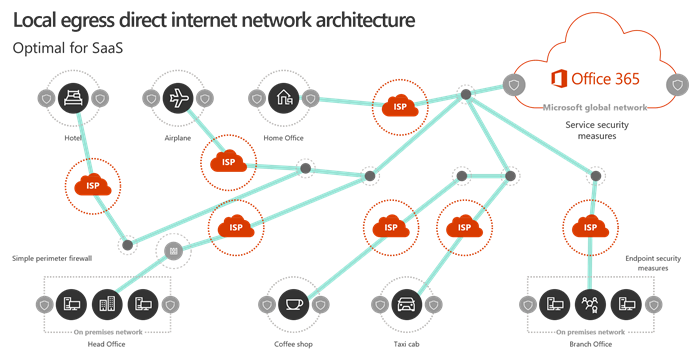 Local egress direct internet network architecture
Optimal for SaaS
Office 365
Microsoft global network
Service security
measures
ISP
Hotel
Airplane
Home Office
ISP
ISP
ISP
ISP
ISP
ISP
Simple perimeter firewall
Endpoint security
measures
On premises network
Head Office
Coffee shop
Taxi cab
On premises network
Branch Office